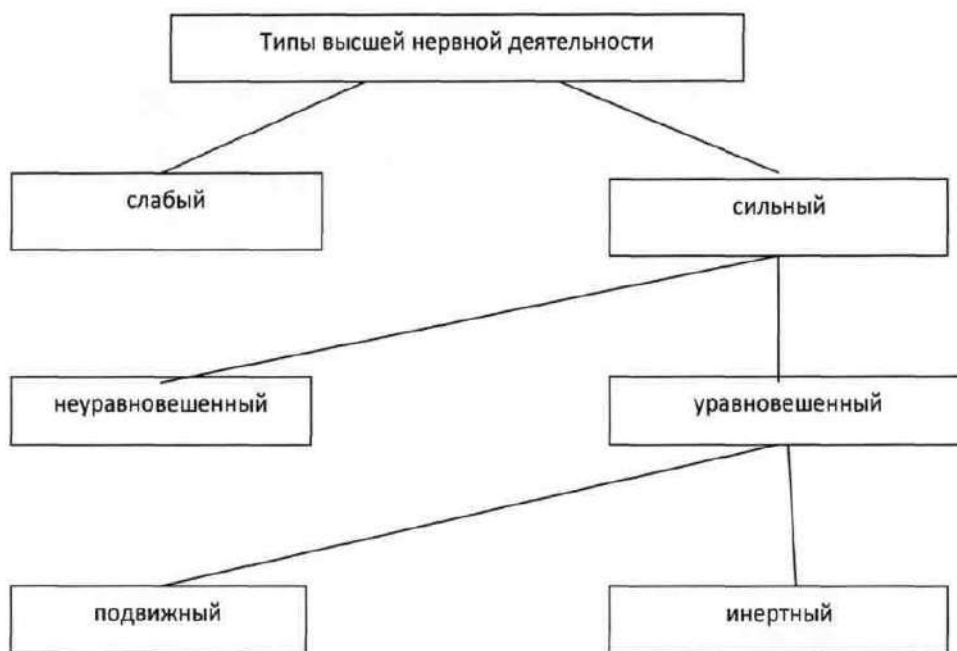 Типы высшей нервной деятельности
слабый
сильный
неуравновешенный
уравновешенный
подвижный
инертный